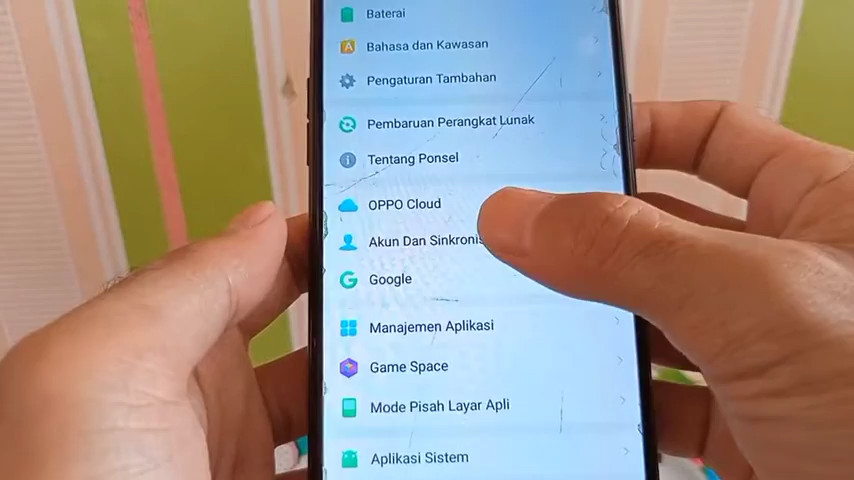 Baterai
Bahasa dan Kawasan
Pengaturan Tambahan
Pembaruan Perangkat Lunak
Tentang Ponsel
OPPO Cloud
Akun Dan Sinkronis
Google
Manajemen Aplikasi
Game Space
Mode Pisah Layar Apli
Aplikasi Sistem